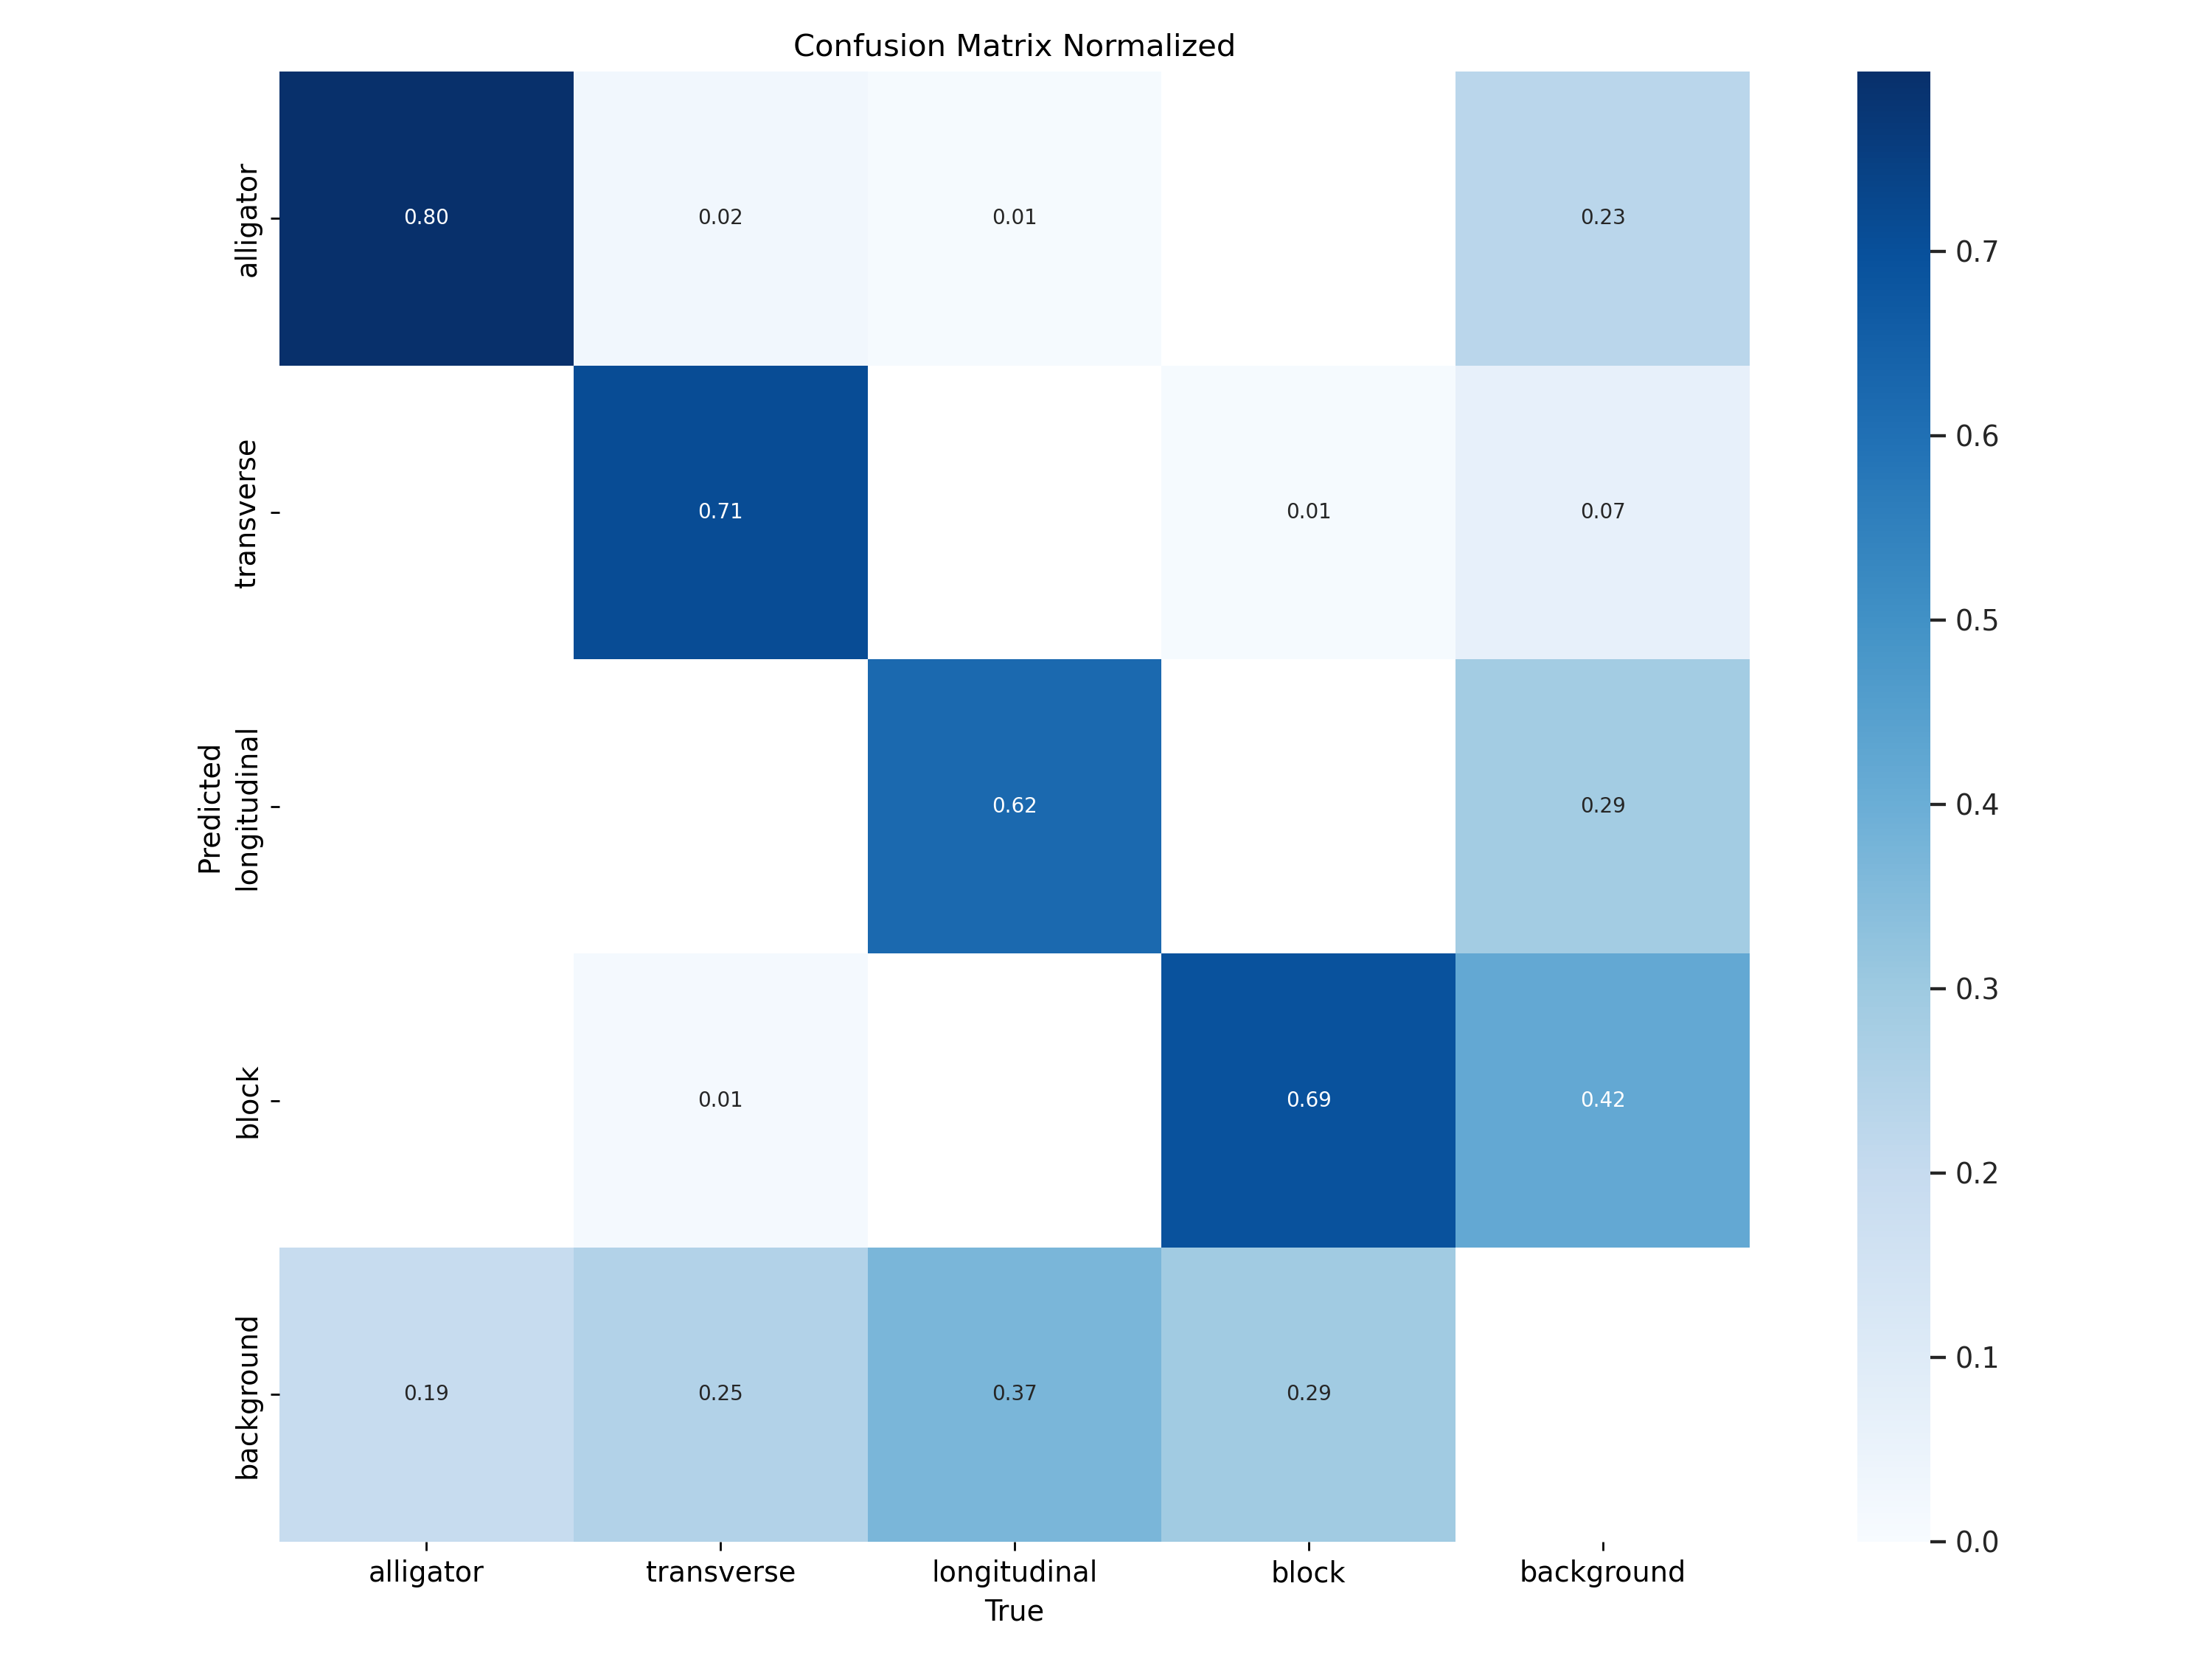 Confusion Matrix Normalized
alligator
0.80
0.02
0.01
0.23
transverse
0.71
0.01
0.07
Predicted
longitudinal
0.62
0.29
block
0.01
0.69
0.42
background
0.19
0.25
0.37
0.29
alligator
transverse
longitudinal
block
background
True
0.7
0.6
0.5
0.4
0.3
0.2
0.1
0.0